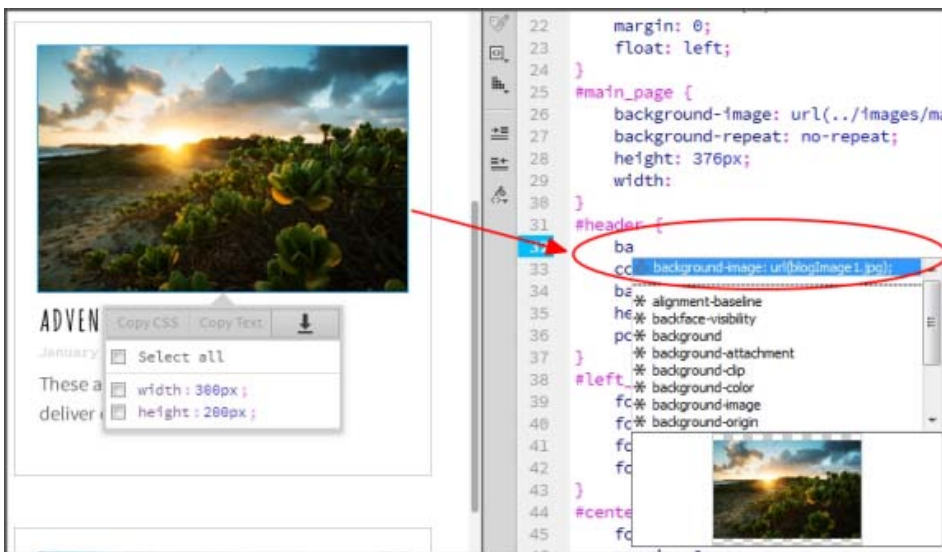 ADVEN
Copy CSS Copy Text
January
Select all
These a
width : 300px ;
deliver
height : 200px ;
22 margin: 0;
23 float: left;
24 }
25 #main_page {
26 background-image: url(../images/ma
27 background-repeat: no-repeat;
28 height: 376px;
29 width:
30 }
31 #header {
32 ba
background-image: url(blogImage1.jpg);
33 co
34 ba
alignment-baseline
35 he
backface-visibility
36 po
background
37 }
background-attachment
38 #left_
background-clip
39 fo
background-color
40 fo
background-image
41 fo
background-origin
42 fo
43 }
44 #cente
45 fo